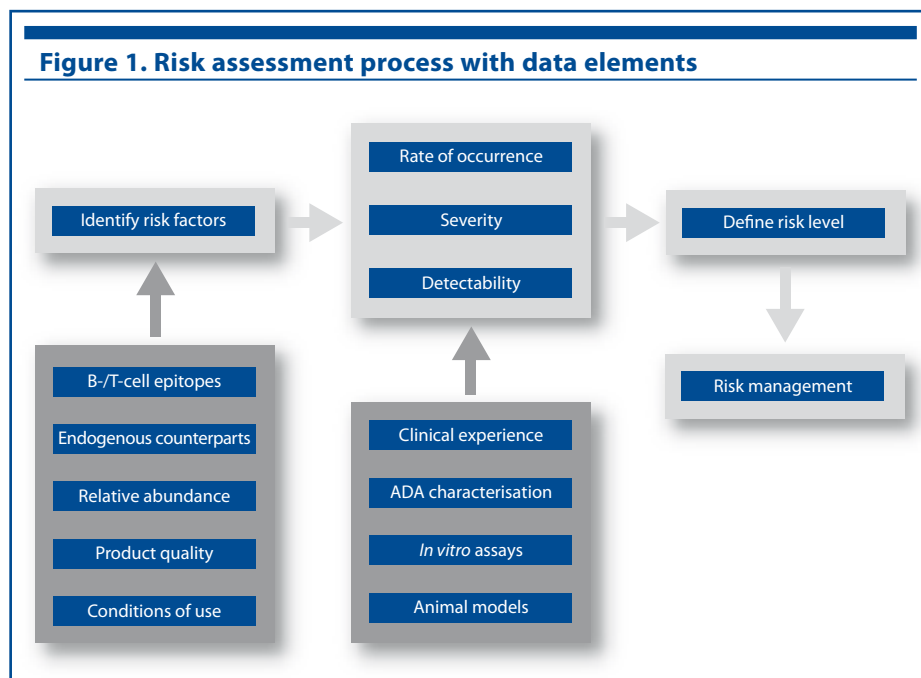 Figure 1. Risk assessment process with data elements
Identify risk factors
Rate of occurrence
Severity
Detectability
Define risk level
Risk management
B-/T-cell epitopes
Endogenous counterparts
Relative abundance
Product quality
Conditions of use
Clinical experience
ADA characterisation
In vitro assays
Animal models